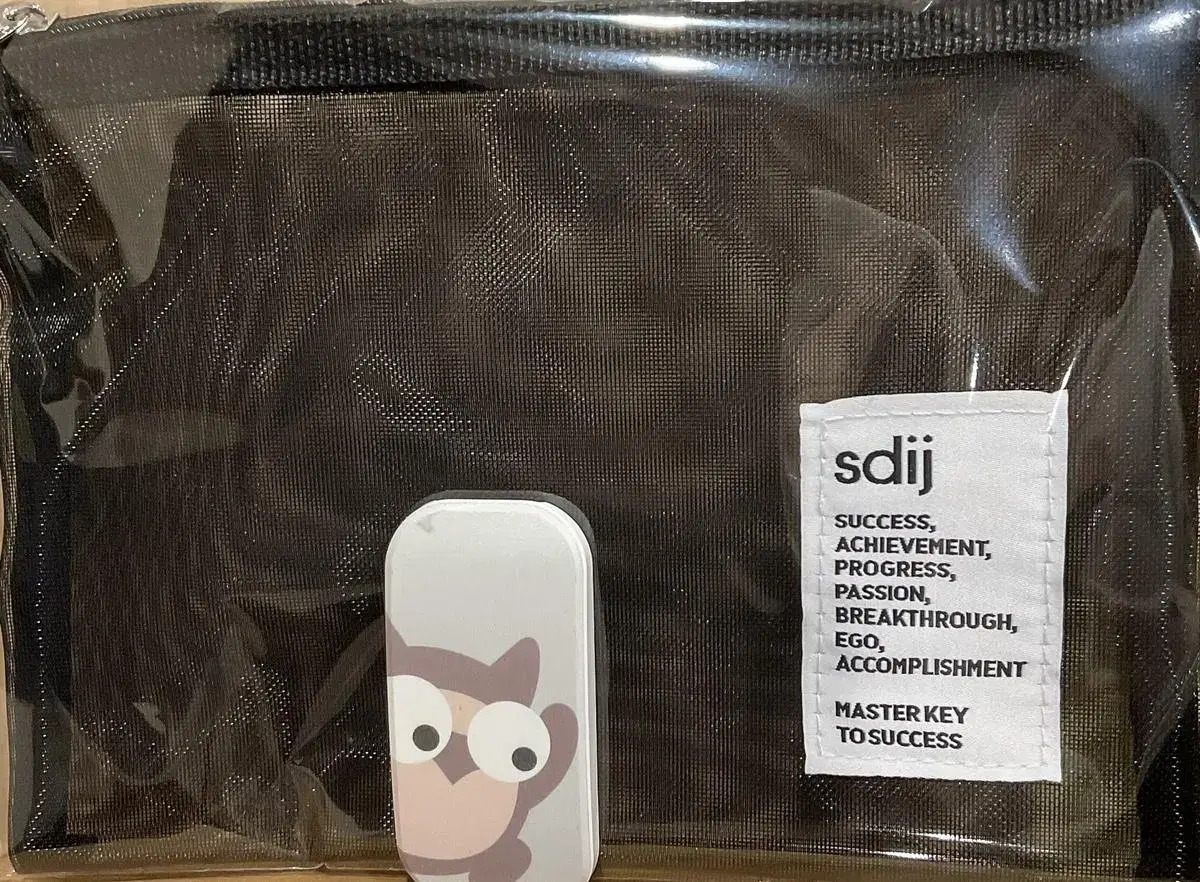 sdij
SUCCESS,
ACHIEVEMENT,
PROGRESS,
PASSION,
BREAKTHROUGH,
EGO,
ACCOMPLISHMENT
MASTER KEY
TO SUCCESS